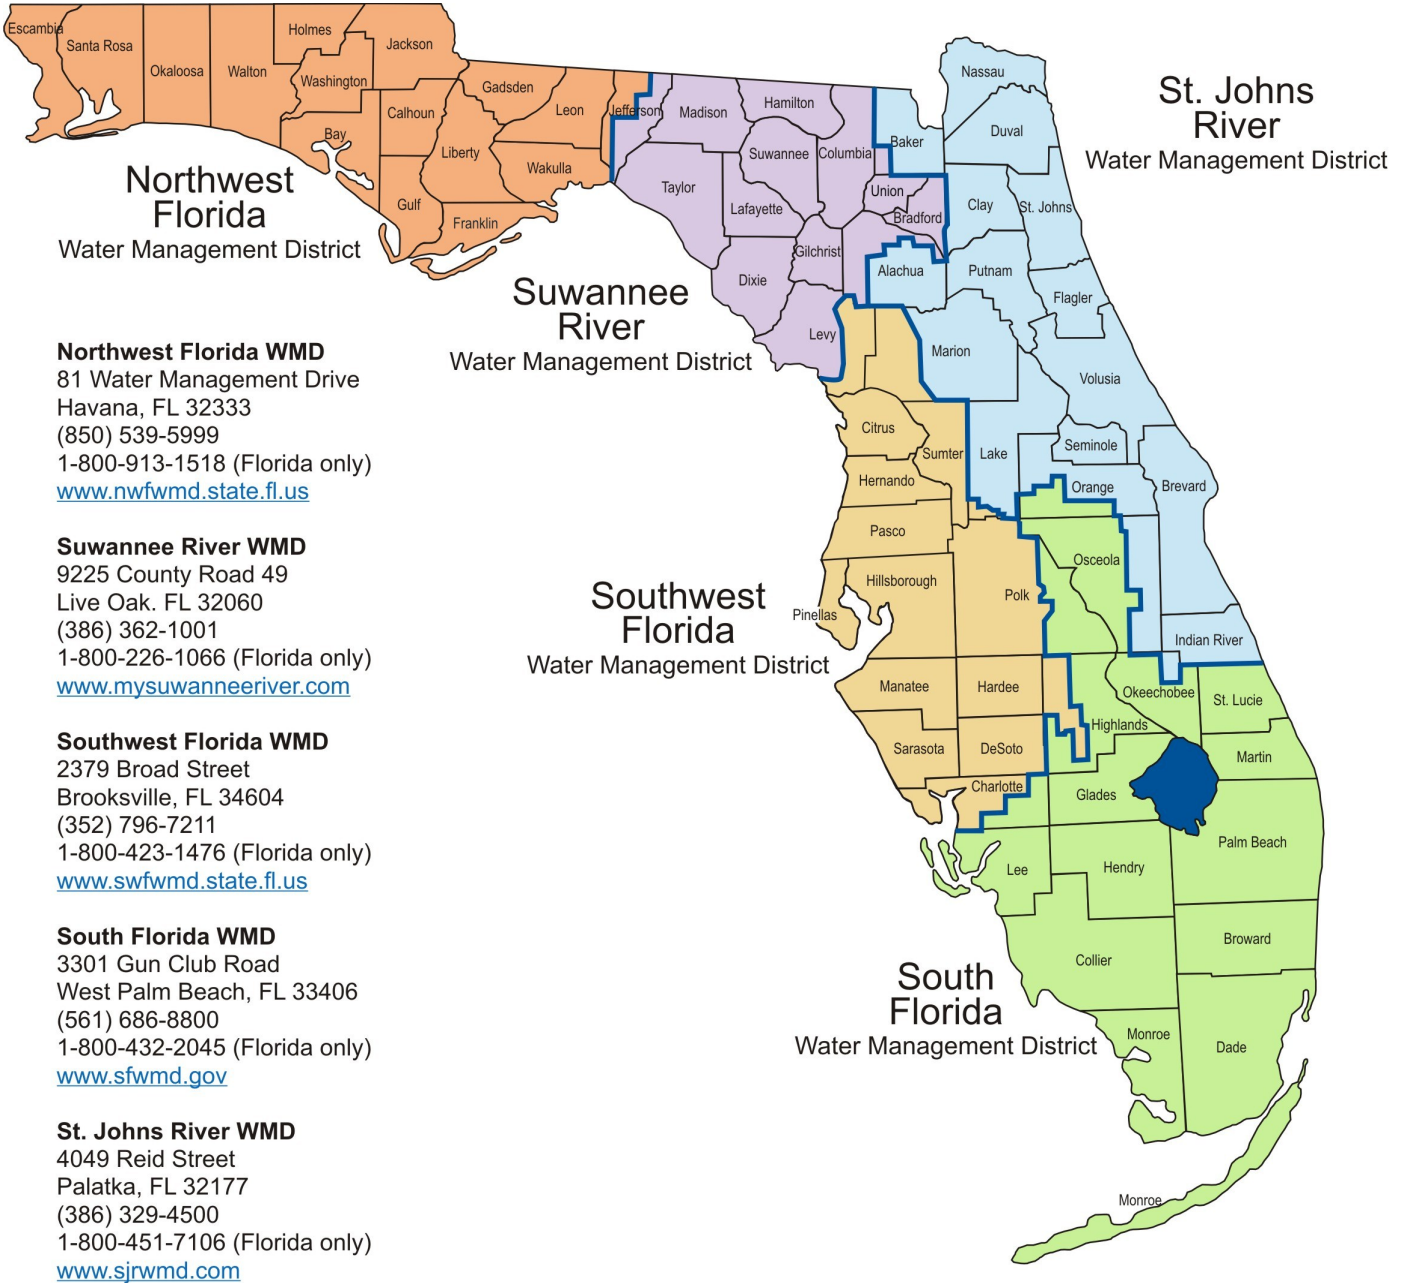 Escambia
Santa Rosa
Okaloosa
Walton
Holmes
Washington
Jackson
Bay
Calhoun
Gulf
Liberty
Gadsden
Franklin
Leon
Wakulla
Jefferson
Northwest
Florida
Water Management District
Madison
Hamilton
Taylor
Suwannee
Columbia
Lafayette
Union
Bradford
Gilchrist
Dixie
Levy
Suwannee
River
Water Management District
Nassau
Duval
Baker
Clay
St. Johns
Alachua
Putnam
Flagler
Marion
Volusia
Lake
Seminole
Orange
Brevard
Indian River
St. Johns
River
Water Management District
Citrus
Sumter
Hernando
Pasco
Hillsborough
Pinellas
Polk
Manatee
Hardee
Sarasota
DeSoto
Charlotte
Southwest
Florida
Water Management District
Osceola
Okeechobee
St. Lucie
Highlands
Martin
Glades
Palm Beach
Lee
Hendry
Broward
Collier
Monroe
Dade
Monroe
South
Florida
Water Management District
Northwest Florida WMD
81 Water Management Drive
Havana, FL 32333
(850) 539-5999
1-800-913-1518 (Florida only)
www.nwfwmd.state.fl.us
Suwannee River WMD
9225 County Road 49
Live Oak. FL 32060
(386) 362-1001
1-800-226-1066 (Florida only)
www.mysuwanneeriver.com
Southwest Florida WMD
2379 Broad Street
Brooksville, FL 34604
(352) 796-7211
1-800-423-1476 (Florida only)
www.swfwmd.state.fl.us
South Florida WMD
3301 Gun Club Road
West Palm Beach, FL 33406
(561) 686-8800
1-800-432-2045 (Florida only)
www.sfwmd.gov
St. Johns River WMD
4049 Reid Street
Palatka, FL 32177
(386) 329-4500
1-800-451-7106 (Florida only)
www.sjrwmd.com